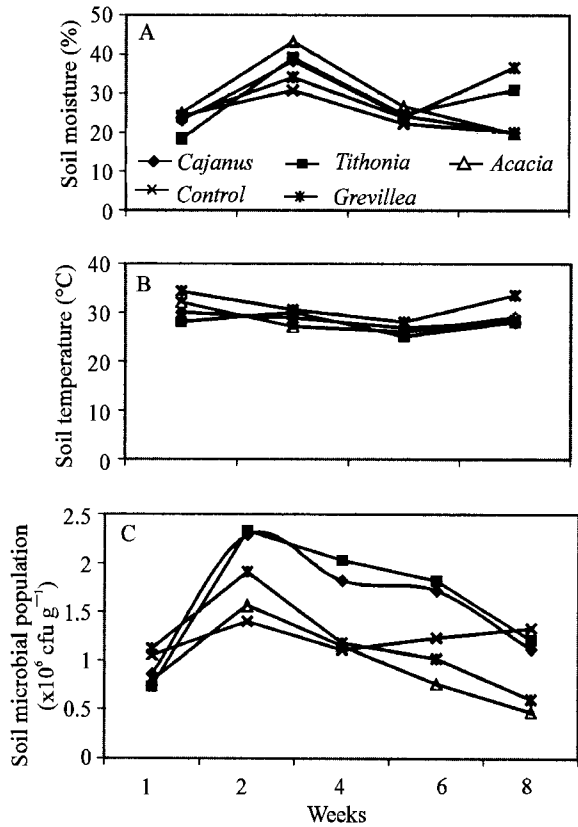 A
Soil moisture (%)
50
40
30
20
10
0
Cajanus
Tithonia
Acacia
Control
Grevillea
B
Soil temperature (°C)
40
30
20
10
0
C
Soil microbial population
(x10⁶ cfu g⁻¹)
2.5
2
1.5
1
0.5
0
1 2 4 6 8
Weeks